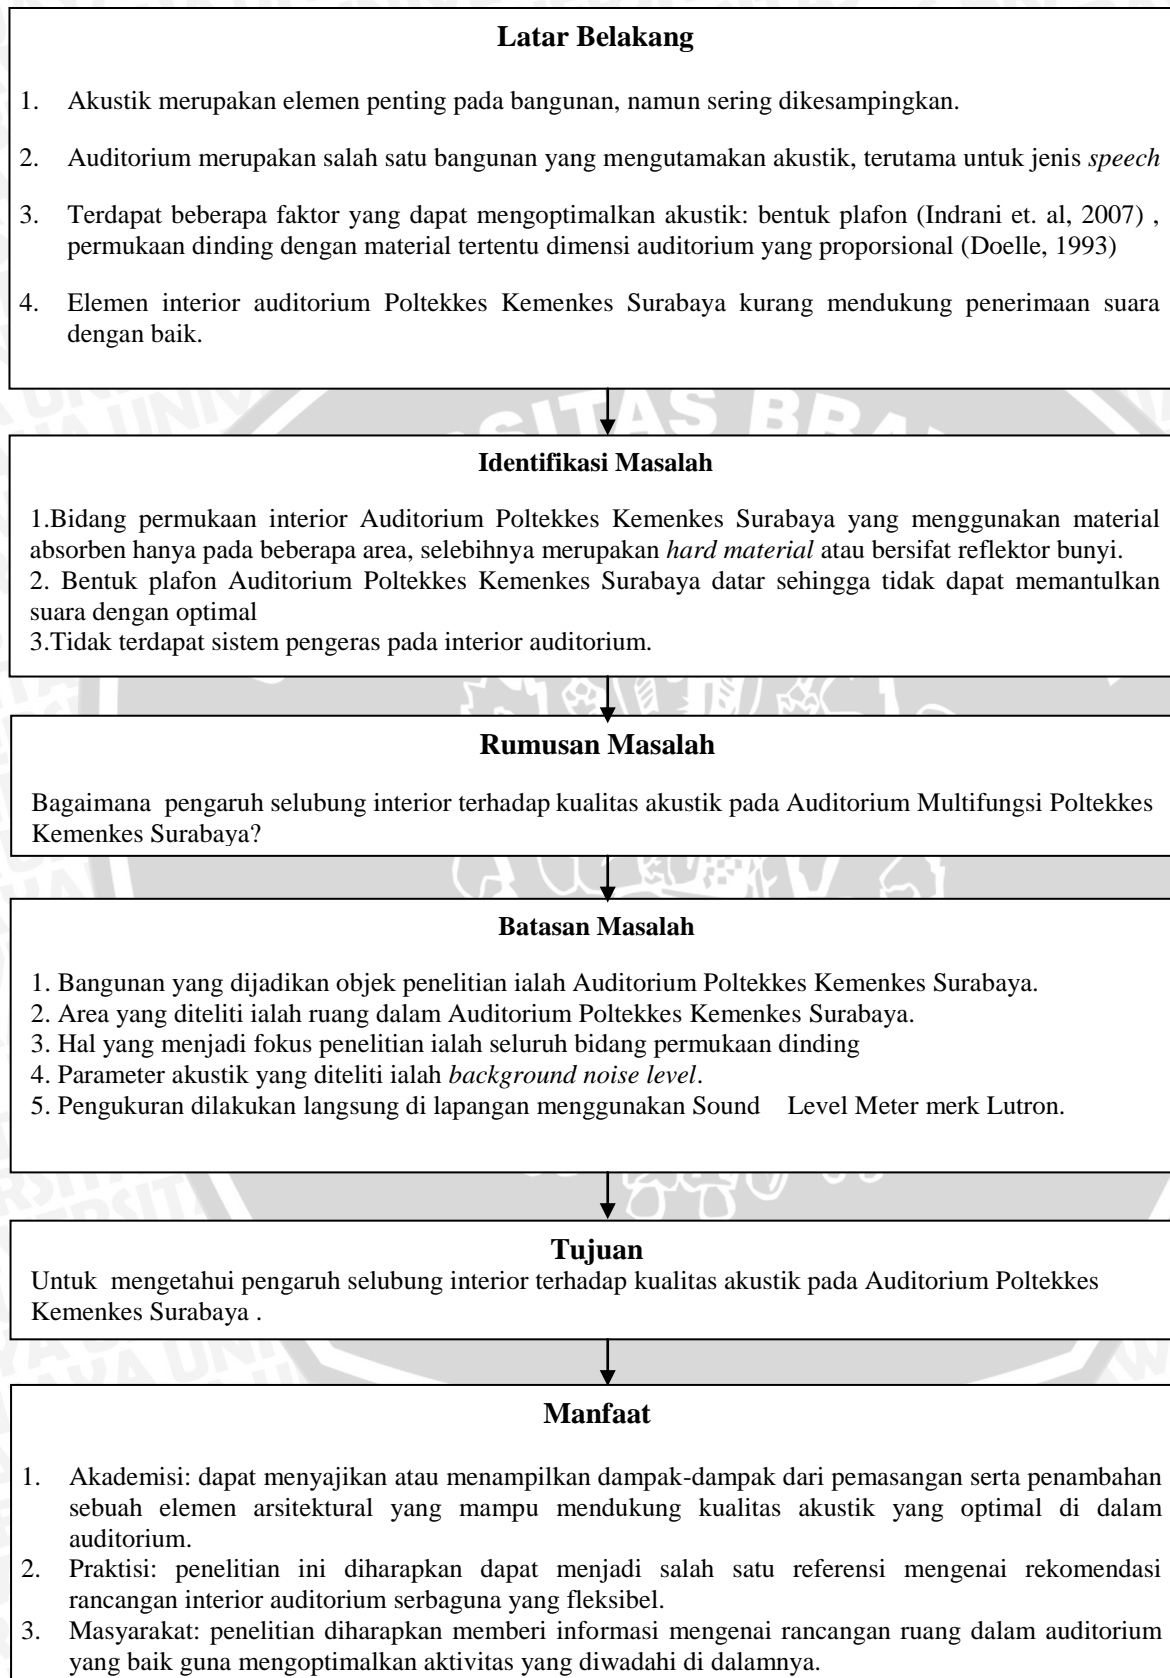 Latar Belakang
1. Akustik merupakan elemen penting pada bangunan, namun sering dikesampingkan.
2. Auditorium merupakan salah satu bangunan yang mengutamakan akustik, terutama untuk jenis speech
3. Terdapat beberapa faktor yang dapat mengoptimalkan akustik: bentuk plafon (Indrani et. al, 2007) ,
permukaan dinding dengan material tertentu dimensi auditorium yang proporsional (Doelle, 1993)
4. Elemen interior auditorium Poltekkes Kemenkes Surabaya kurang mendukung penerimaan suara
dengan baik.
SITAS BRA
Identifikasi Masalah
1.Bidang permukaan interior Auditorium Poltekkes Kemenkes Surabaya yang menggunakan material
absorben hanya pada beberapa area, selebihnya merupakan hard material atau bersifat reflektor bunyi.
2. Bentuk plafon Auditorium Poltekkes Kemenkes Surabaya datar sehingga tidak dapat memantulkan
suara dengan optimal
3.Tidak terdapat sistem pengeras pada interior auditorium.
Rumusan Masalah
Bagaimana pengaruh selubung interior terhadap kualitas akustik pada Auditorium Multifungsi Poltekkes
Kemenkes Surabaya?
Batasan Masalah
1. Bangunan yang dijadikan objek penelitian ialah Auditorium Poltekkes Kemenkes Surabaya.
2. Area yang diteliti ialah ruang dalam Auditorium Poltekkes Kemenkes Surabaya.
3. Hal yang menjadi fokus penelitian ialah seluruh bidang permukaan dinding
4. Parameter akustik yang diteliti ialah background noise level.
5. Pengukuran dilakukan langsung di lapangan menggunakan Sound Level Meter merk Lutron.
Tujuan
Untuk mengetahui pengaruh selubung interior terhadap kualitas akustik pada Auditorium Poltekkes
Kemenkes Surabaya .
Manfaat
1. Akademisi: dapat menyajikan atau menampilkan dampak-dampak dari pemasangan serta penambahan
sebuah elemen arsitektural yang mampu mendukung kualitas akustik yang optimal di dalam
auditorium.
2. Praktisi: penelitian ini diharapkan dapat menjadi salah satu referensi mengenai rekomendasi
rancangan interior auditorium serbaguna yang fleksibel.
3. Masyarakat: penelitian diharapkan memberi informasi mengenai rancangan ruang dalam auditorium
yang baik guna mengoptimalkan aktivitas yang diwadahi di dalamnya.